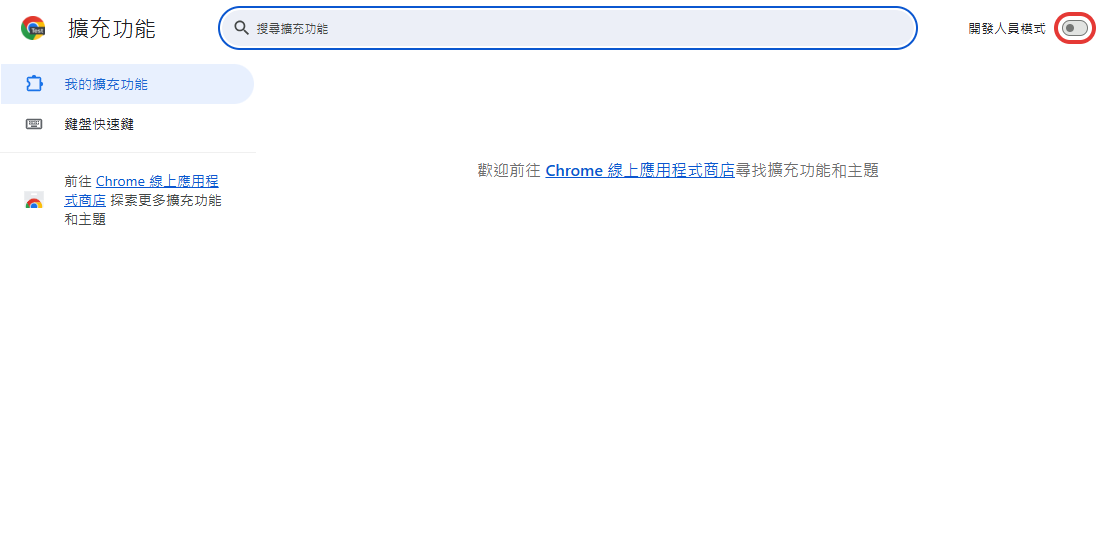 Test
擴充功能
搜尋擴充功能
開發人員模式
我的擴充功能
鍵盤快速鍵
前往 Chrome 線上應用程
式商店 探索更多擴充功能
和主題
歡迎前往 Chrome 線上應用程式商店尋找擴充功能和主題